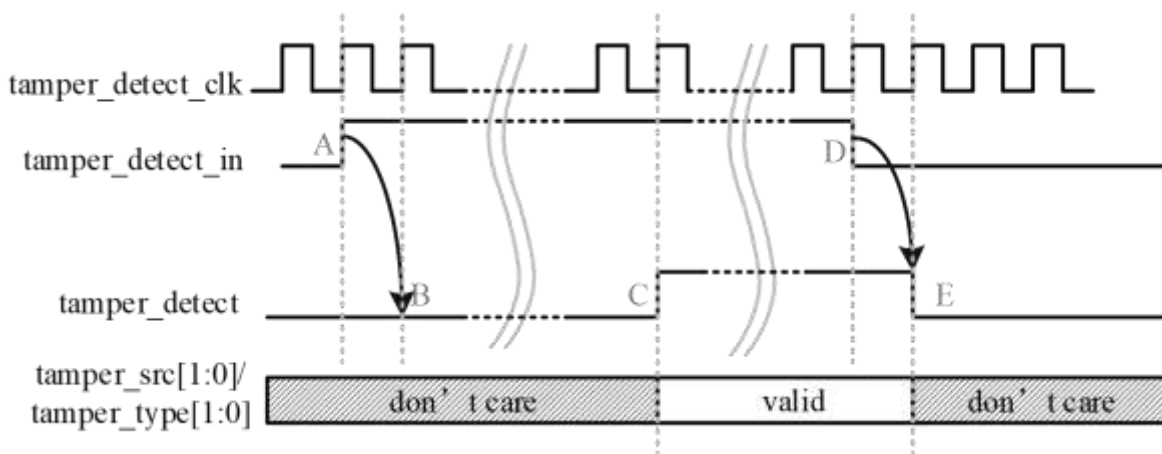 tamper_detect_clk
A
D
tamper_detect_in
B
C
E
tamper_detect
tamper_src[1:0]/
tamper_type[1:0]
don’ t care
valid
don’ t care